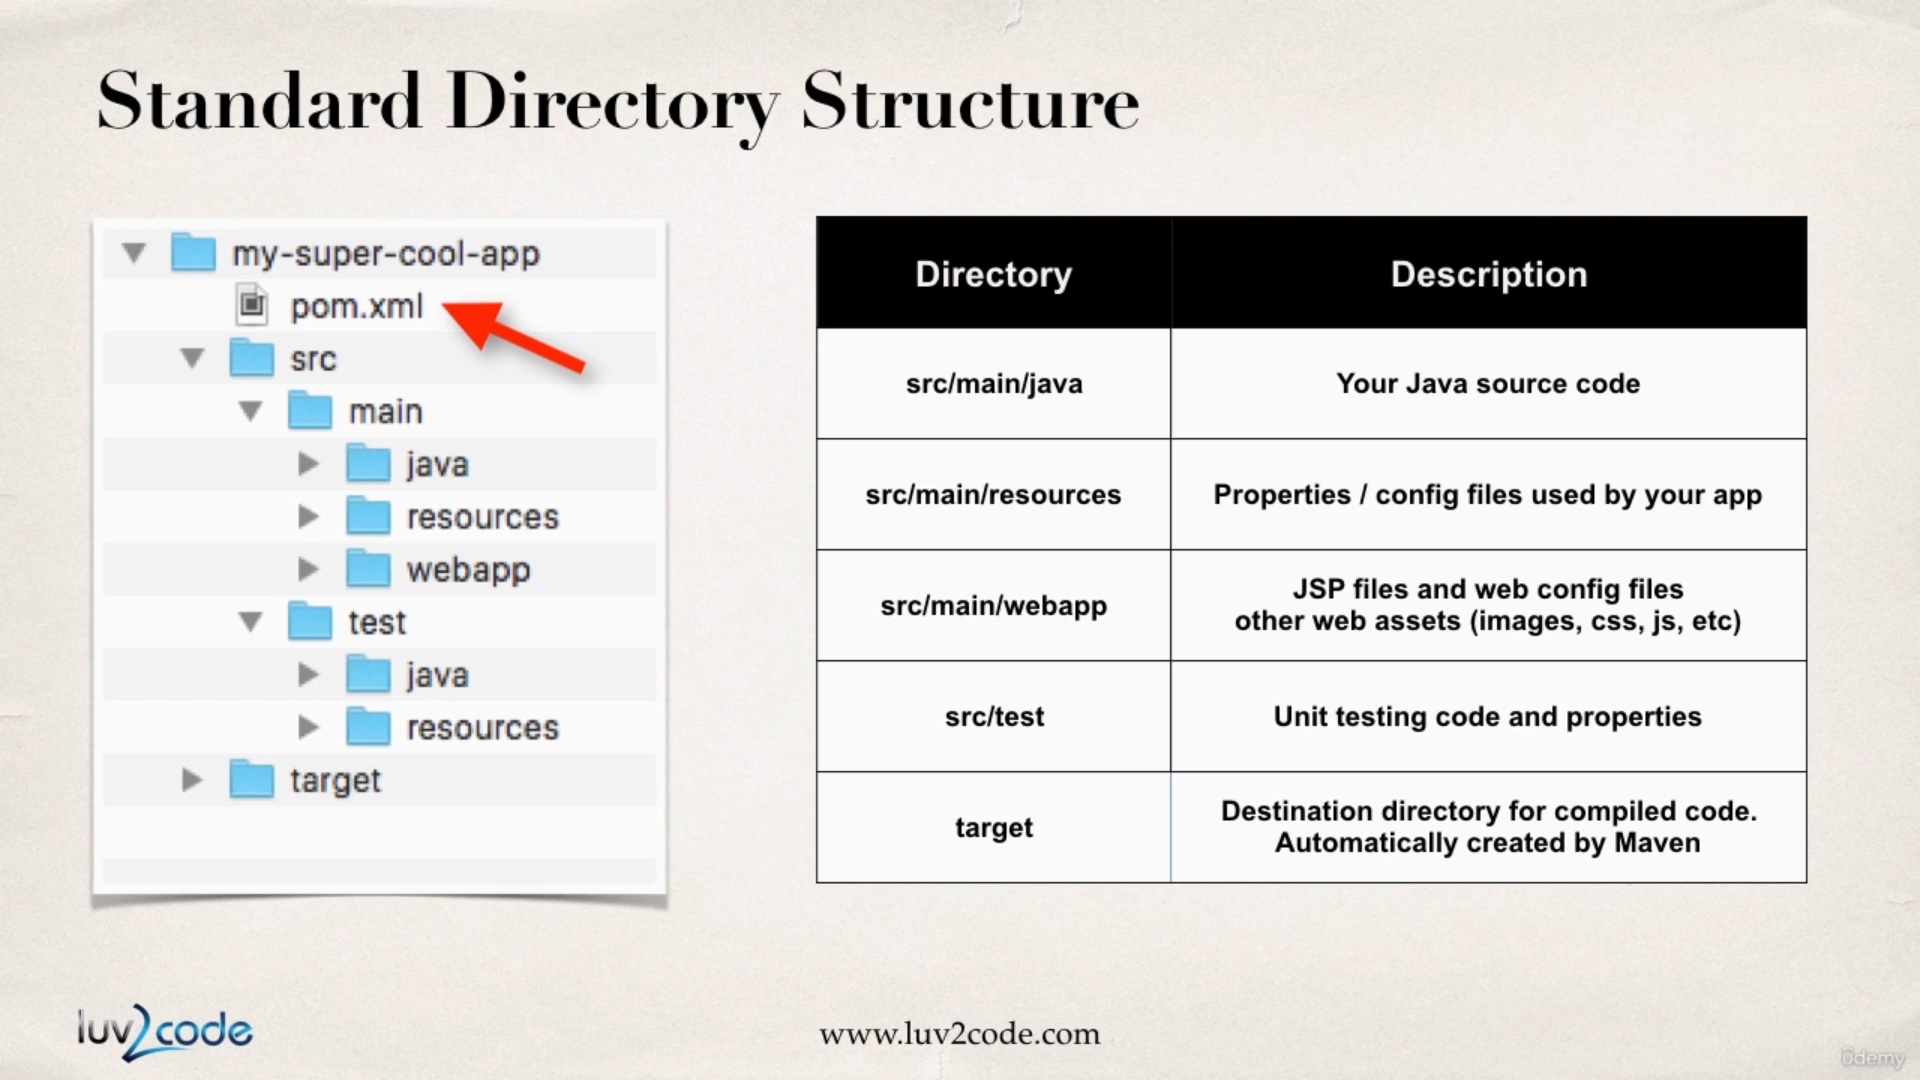 Standard Directory Structure
my-super-cool-app
pom.xml
src
main
java
resources
webapp
test
java
resources
target
Directory Description
src/main/java Your Java source code
src/main/resources Properties / config files used by your app
src/main/webapp JSP files and web config files
other web assets (images, css, js, etc)
src/test Unit testing code and properties
target Destination directory for compiled code.
Automatically created by Maven
luv2code
www.luv2code.com
ûdemy